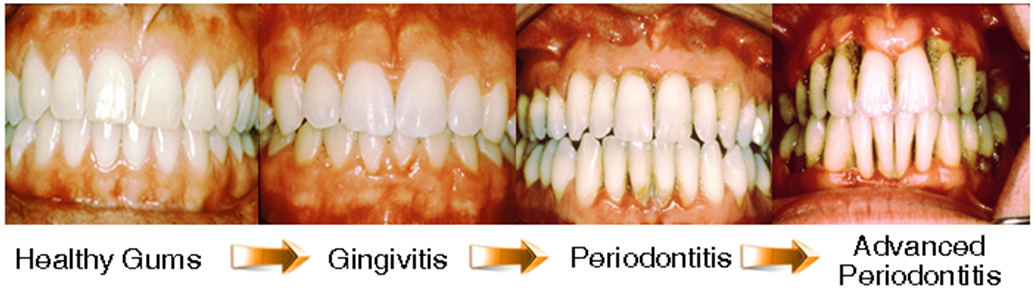 Healthy Gums
Gingivitis
Periodontitis
Advanced
Periodontitis